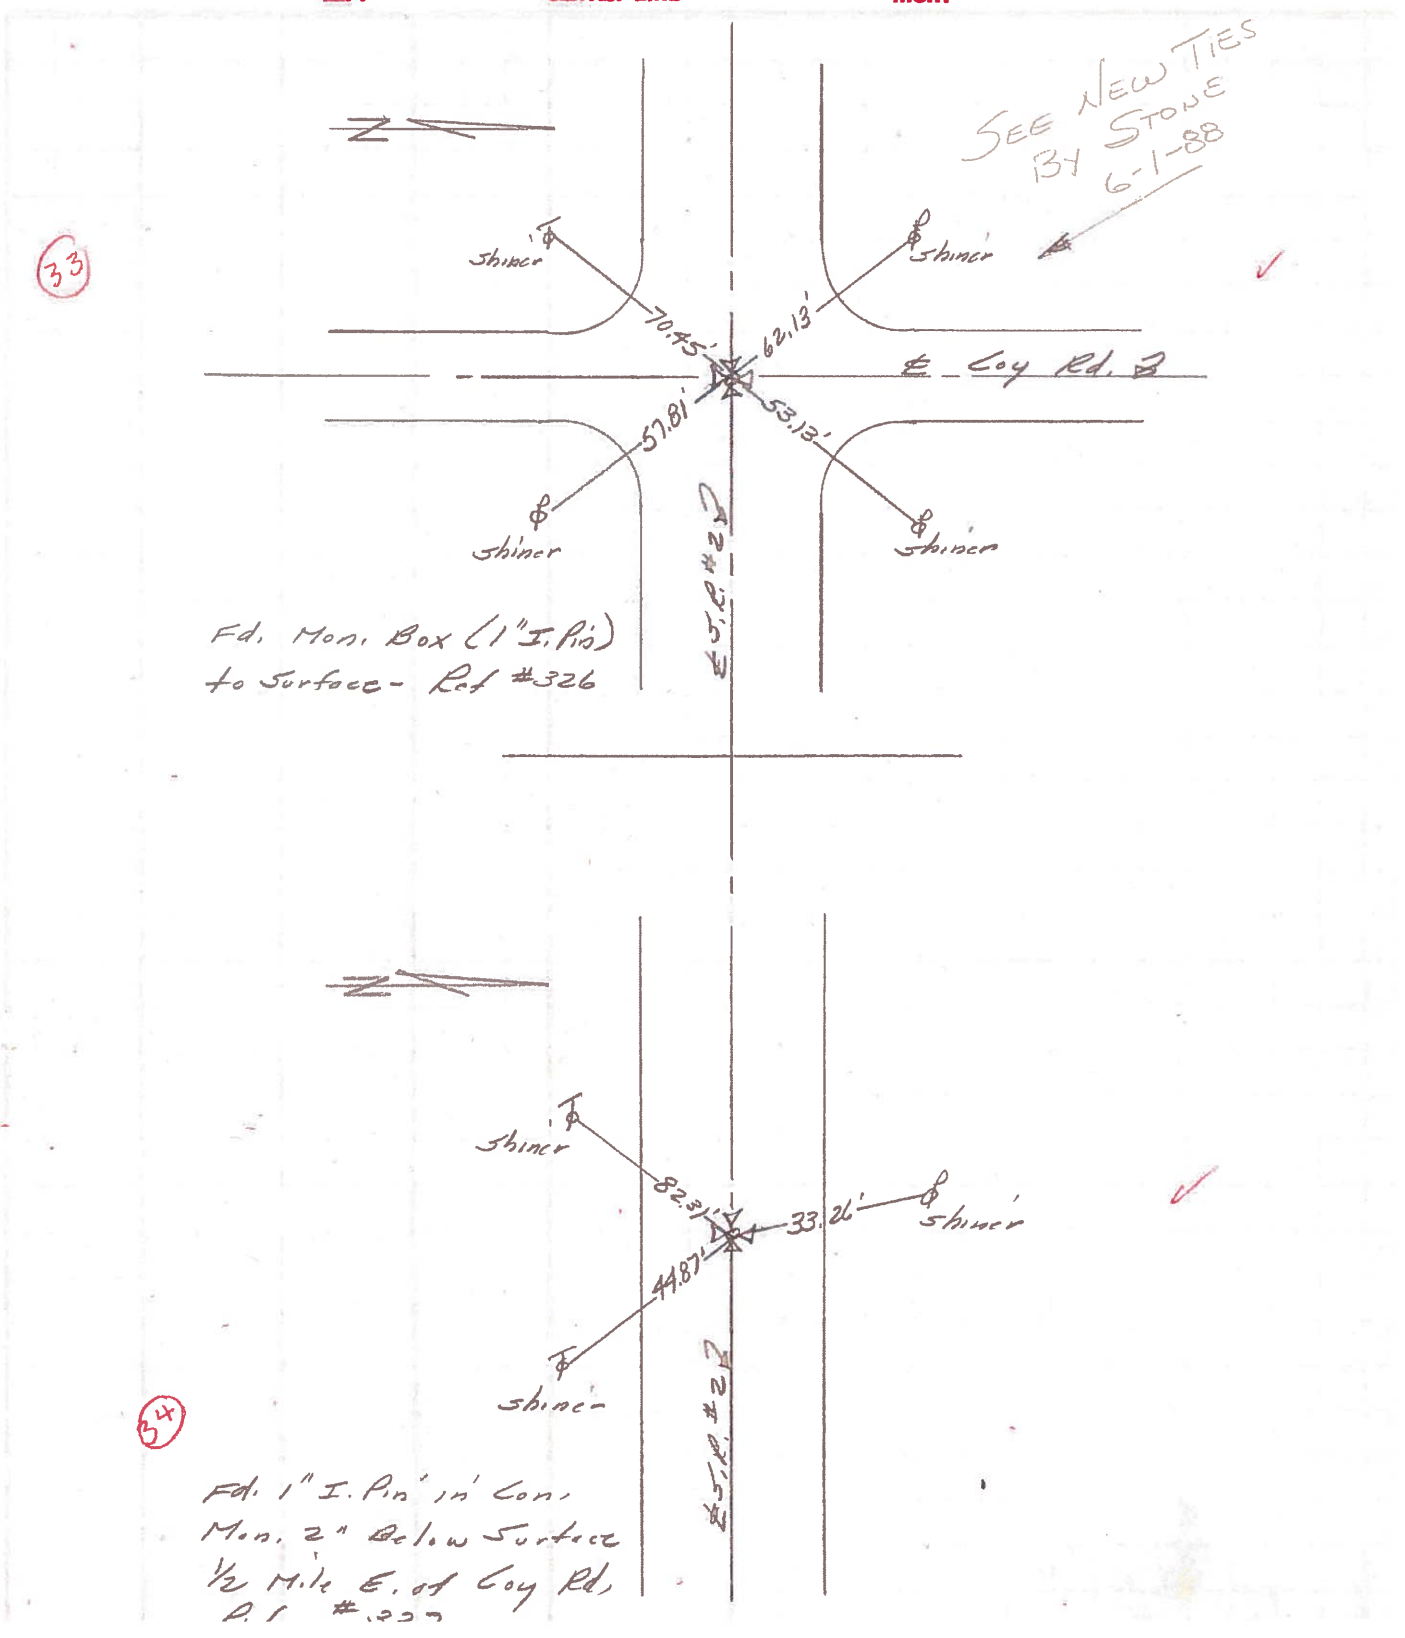 SEE NEW TIES
BY STONE
6-1-88
N
33
shiner
shiner
70.45'
62.13'
℄ Coy Rd.
57.81'
53.13'
shiner
shiner
℄ S.R. #2
Fd. Mon. Box (1" I. Pin)
to Surface - Ref #326
N
shiner
82.31'
33.26'
shiner
44.87'
shiner
℄ S.R. #2
34
Fd. 1" I. Pin in Con.
Mon. 2" Below Surface
1/2 Mile E. of Coy Rd.